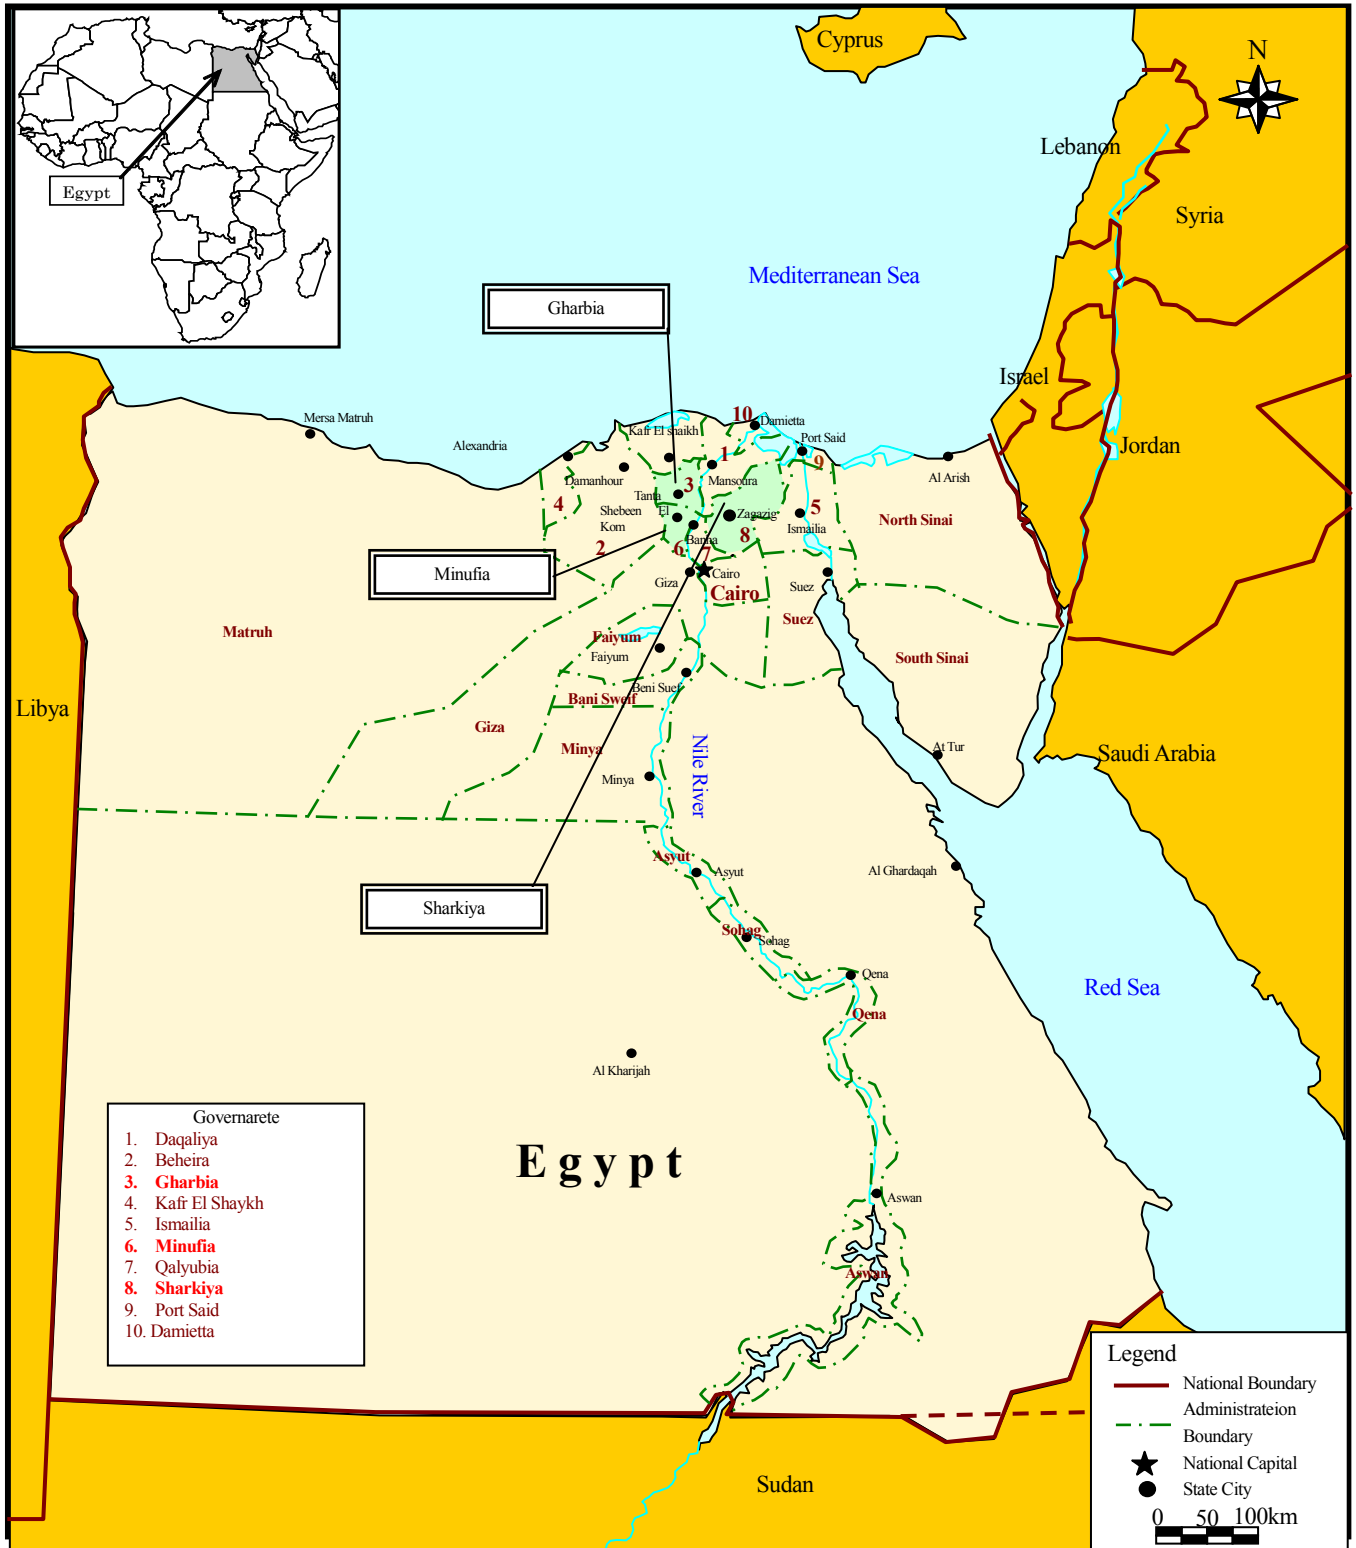 Cyprus
N
Lebanon
Egypt
Syria
Mediterranean Sea
Gharbia
Israel
Mersa Matruh
Kafr El shaikh
10
Damietta
Alexandria
Port Said
Jordan
1
9
Damanhour
Mansoura
Al Arish
Tanta
3
4
Shebeen El
Kom
Zagazig
5
Ismailia
North Sinai
Banha
8
2
6
7
Minufia
Giza
Cairo
Suez
Cairo
Suez
Matruh
Faiyum
Faiyum
South Sinai
Beni Suef
Bani Sweif
Libya
Giza
Minya
At Tur
Saudi Arabia
Nile River
Minya
Asyut
Asyut
Al Ghardaqah
Sharkiya
Sohag
Sohag
Qena
Red Sea
Qena
Al Kharijah
Governarete
1. Daqaliya
2. Beheira
3. Gharbia
4. Kafr El Shaykh
5. Ismailia
6. Minufia
7. Qalyubia
8. Sharkiya
9. Port Said
10. Damietta
Egypt
Aswan
Aswan
Sudan
Legend
National Boundary
Administrateion
Boundary
National Capital
State City
0 50 100km